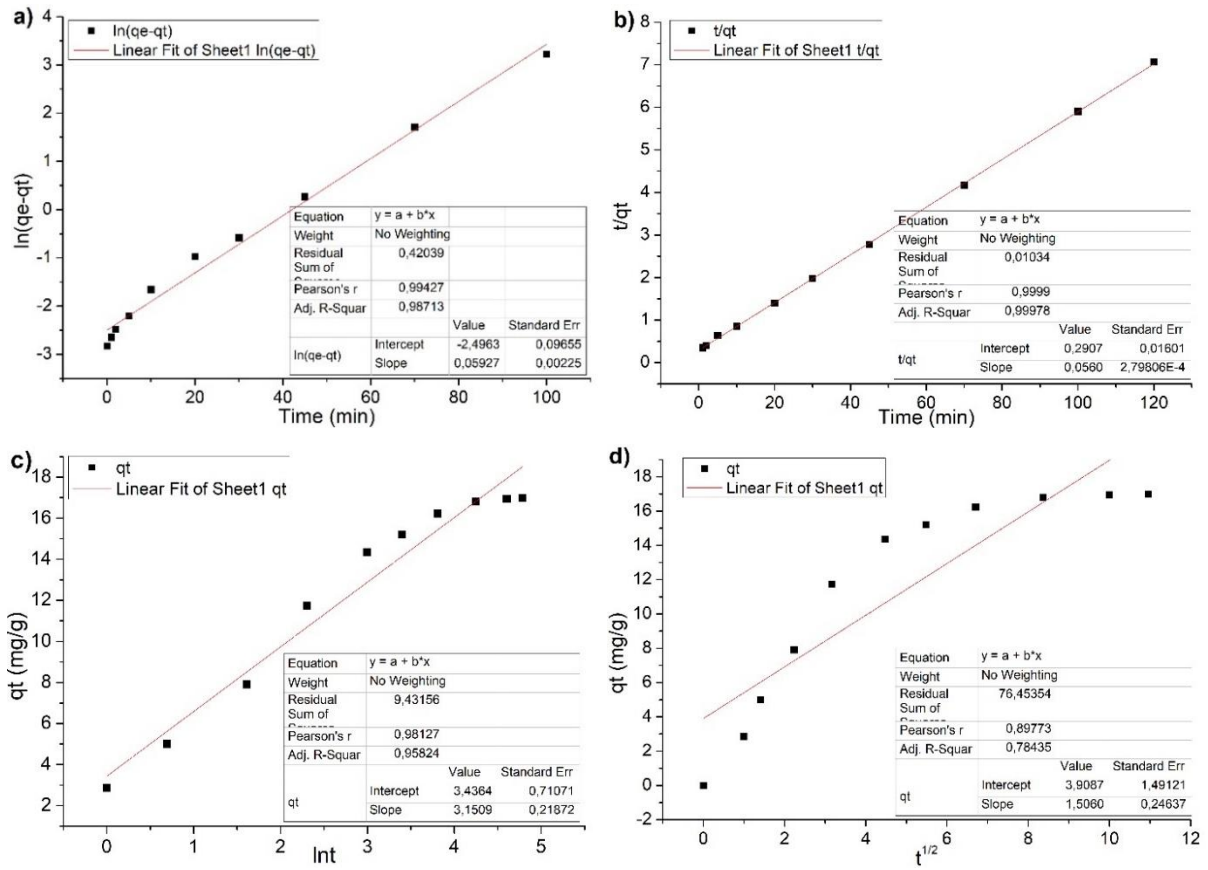 a)
ln(qe-qt)
Linear Fit of Sheet1 ln(qe-qt)
4
3
2
1
0
-1
-2
-3
ln(qe-qt)
Equation y = a + b*x
Weight No Weighting
Residual 0,42039
Sum of
Pearson's r 0,99427
Adj. R-Squar 0,98713
Value Standard Err
ln(qe-qt) Intercept -2,4963 0,09655
Slope 0,05927 0,00225
0 20 40 60 80 100
Time (min)
b)
t/qt
Linear Fit of Sheet1 t/qt
8
7
6
5
4
3
2
1
0
t/qt
Equation y = a + b*x
Weight No Weighting
Residual 0,01034
Sum of
Pearson's r 0,9999
Adj. R-Squar 0,99978
Value Standard Err
t/qt Intercept 0,2907 0,01601
Slope 0,0560 2,79806E-4
0 20 40 60 80 100 120
Time (min)
c)
qt
Linear Fit of Sheet1 qt
18
16
14
12
10
8
6
4
2
qt (mg/g)
Equation y = a + b*x
Weight No Weighting
Residual 9,43156
Sum of
Pearson's r 0,98127
Adj. R-Squar 0,95824
Value Standard Err
qt Intercept 3,4364 0,71071
Slope 3,1509 0,21872
0 1 2 3 4 5
lnt
d)
qt
Linear Fit of Sheet1 qt
20
18
16
14
12
10
8
6
4
2
0
-2
qt (mg/g)
Equation y = a + b*x
Weight No Weighting
Residual 76,45354
Sum of
Pearson's r 0,89773
Adj. R-Squar 0,78435
Value Standard Err
qt Intercept 3,9087 1,49121
Slope 1,5060 0,24637
0 2 4 6 8 10 12
t^1/2